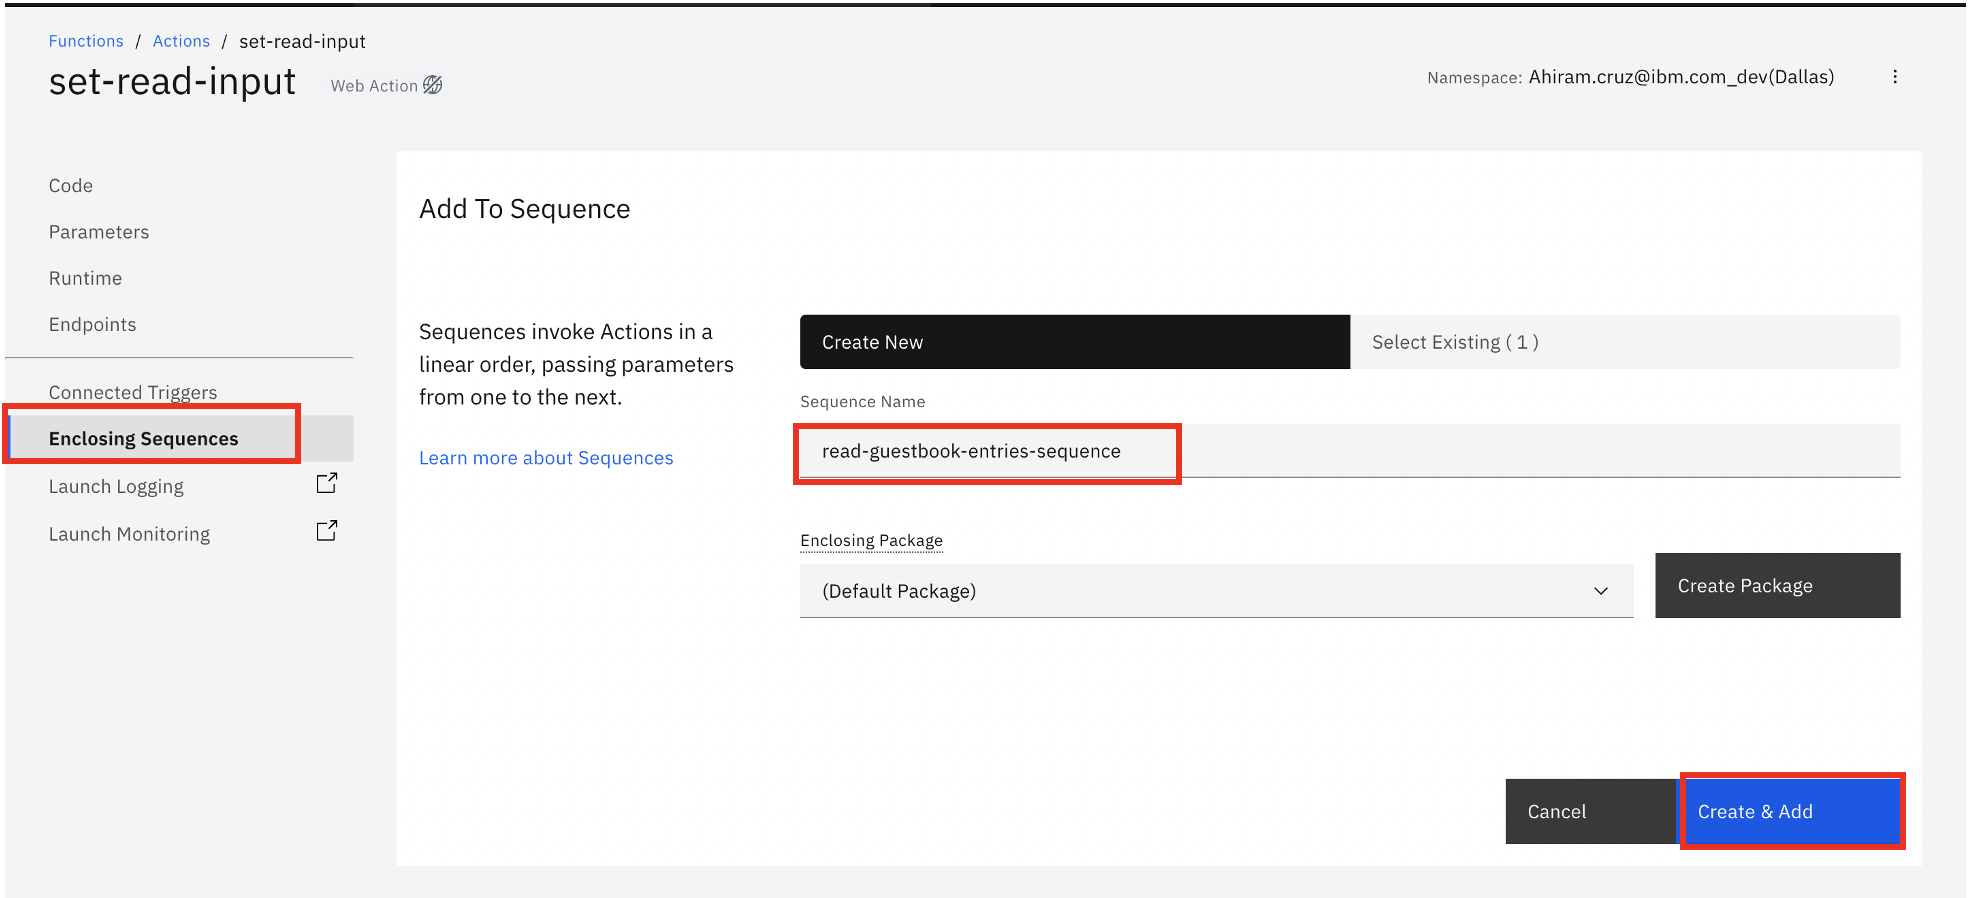 Functions / Actions / set-read-input
set-read-input Web Action
Namespace: Ahiram.cruz@ibm.com_dev(Dallas)
Code
Parameters
Runtime
Endpoints
Connected Triggers
Enclosing Sequences
Launch Logging
Launch Monitoring
Add To Sequence
Sequences invoke Actions in a
linear order, passing parameters
from one to the next.
Learn more about Sequences
Create New
Select Existing ( 1 )
Sequence Name
read-guestbook-entries-sequence
Enclosing Package
(Default Package)
Create Package
Cancel
Create & Add